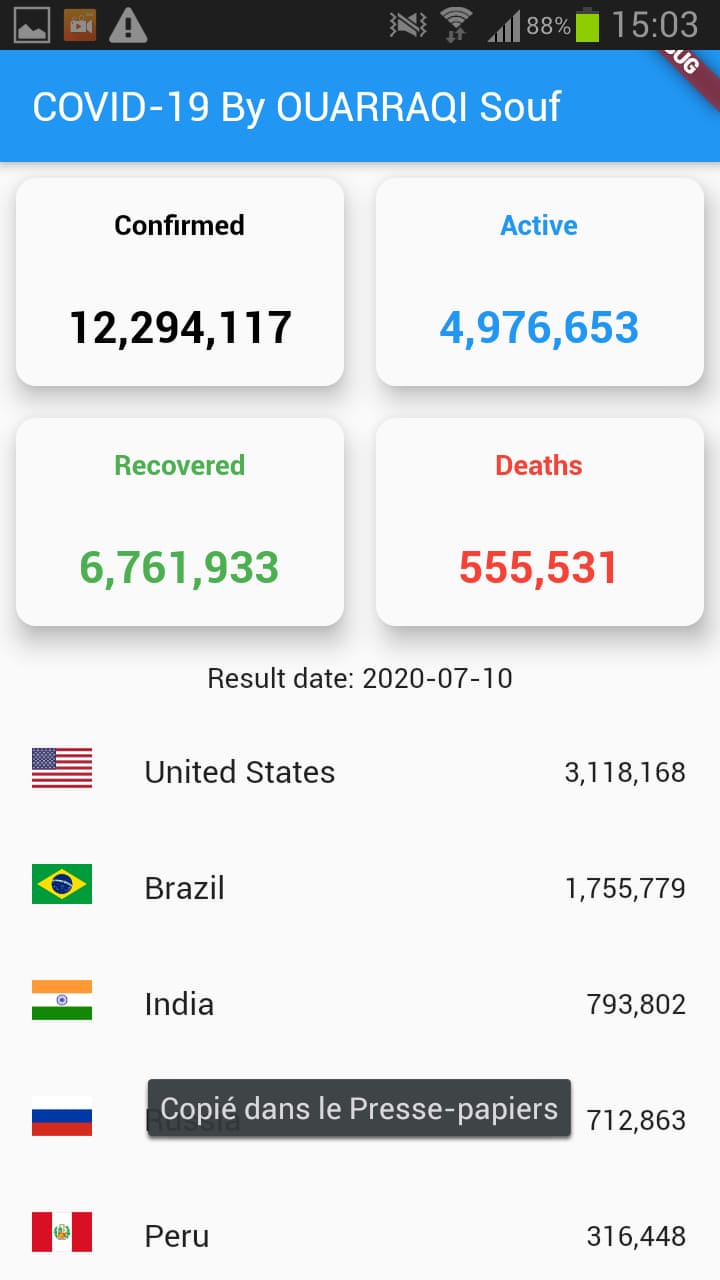 88% 15:03
COVID-19 By OUARRAQI Souf
Confirmed
Active
12,294,117
4,976,653
Recovered
Deaths
6,761,933
555,531
Result date: 2020-07-10
United States 3,118,168
Brazil 1,755,779
India 793,802
Russia 712,863
Copié dans le Presse-papiers
Peru 316,448